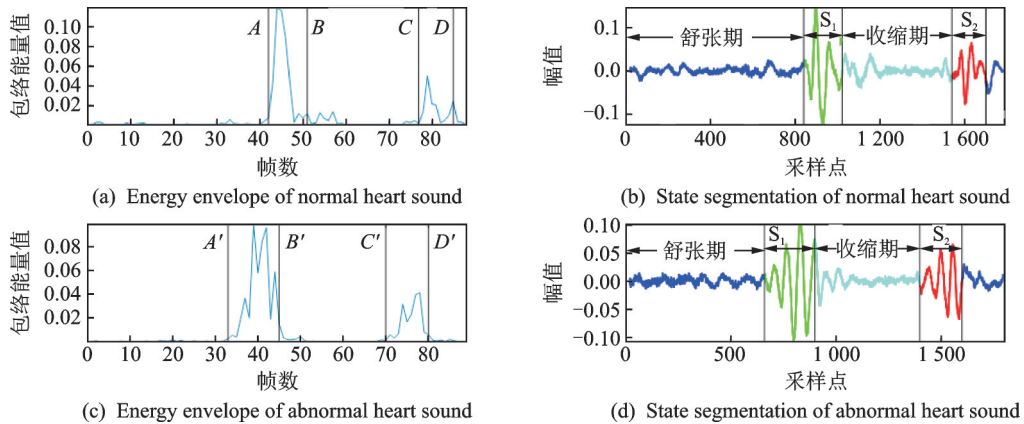 包络能量值
0.10
0.08
0.06
0.04
0.02
A B C D
0 10 20 30 40 50 60 70 80
帧数
(a) Energy envelope of normal heart sound
幅值
0.1
0.0
−0.1
舒张期 S₁ 收缩期 S₂
0 400 800 1 200 1 600
采样点
(b) State segmentation of normal heart sound
包络能量值
0.08
0.06
0.04
0.02
A′ B′ C′ D′
0 10 20 30 40 50 60 70 80
帧数
(c) Energy envelope of abnormal heart sound
幅值
0.10
0.05
0.00
−0.05
−0.10
舒张期 S₁ 收缩期 S₂
0 500 1 000 1 500
采样点
(d) State segmentation of abnormal heart sound